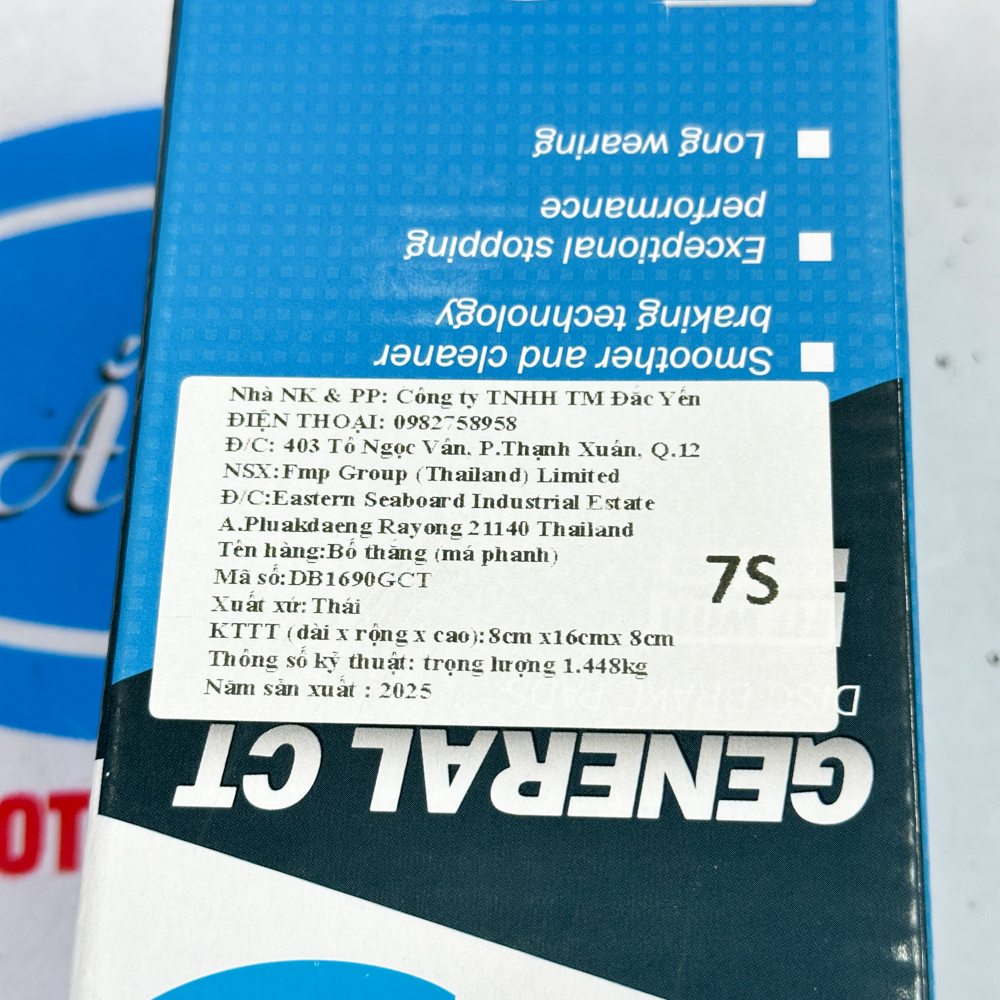 Long wearing
Exceptional stopping
performance
Smoother and cleaner
braking technology
Nhà NK & PP: Công ty TNHH TM Đắc Yến
ĐIỆN THOẠI: 0982758958
Đ/C: 403 Tô Ngọc Vân, P.Thạnh Xuân, Q.12
NSX:Fmp Group (Thailand) Limited
Đ/C:Eastern Seaboard Industrial Estate
A.Pluakdaeng Rayong 21140 Thailand
Tên hàng:Bố thắng (má phanh)
Mã số:DB1690GCT
Xuất xứ: Thái
KTTT (dài x rộng x cao):8cm x16cmx 8cm
Thông số kỹ thuật: trọng lượng 1.448kg
Năm sản xuất : 2025
7S
DISC BRAKE PADS
GENERAL CT
OT